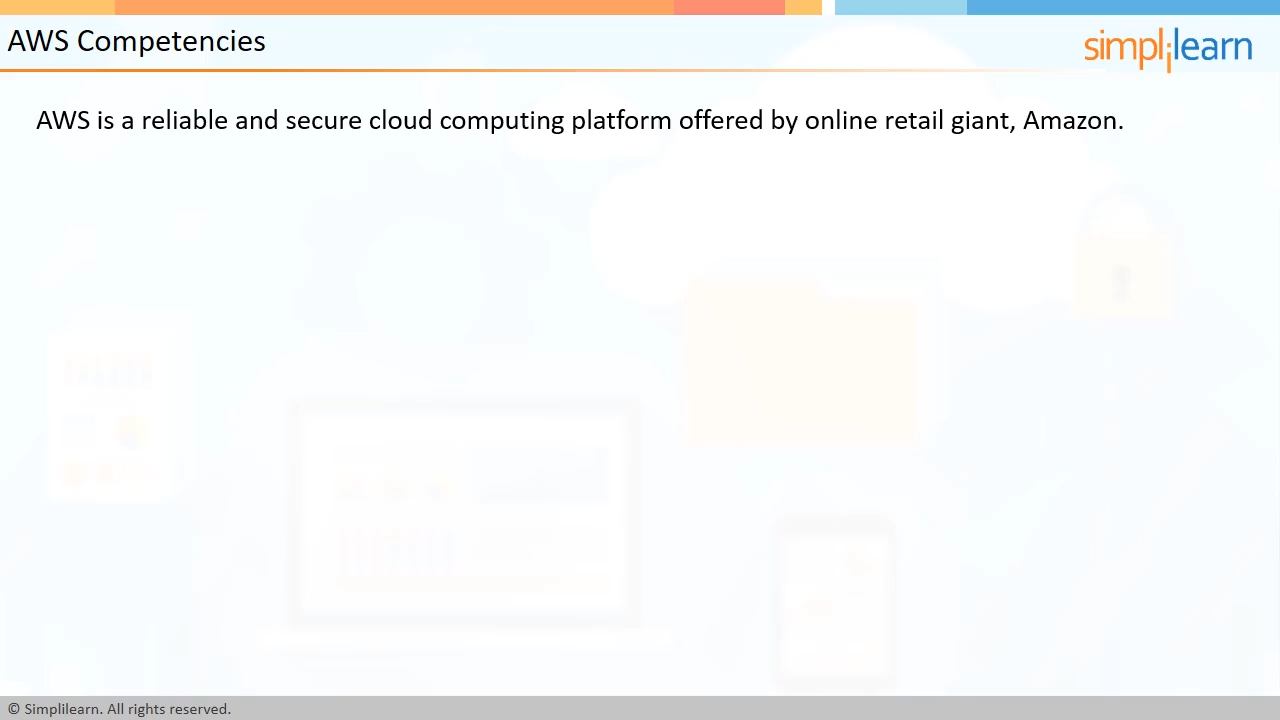 AWS Competencies
simplilearn
AWS is a reliable and secure cloud computing platform offered by online retail giant, Amazon.
© Simplilearn. All rights reserved.